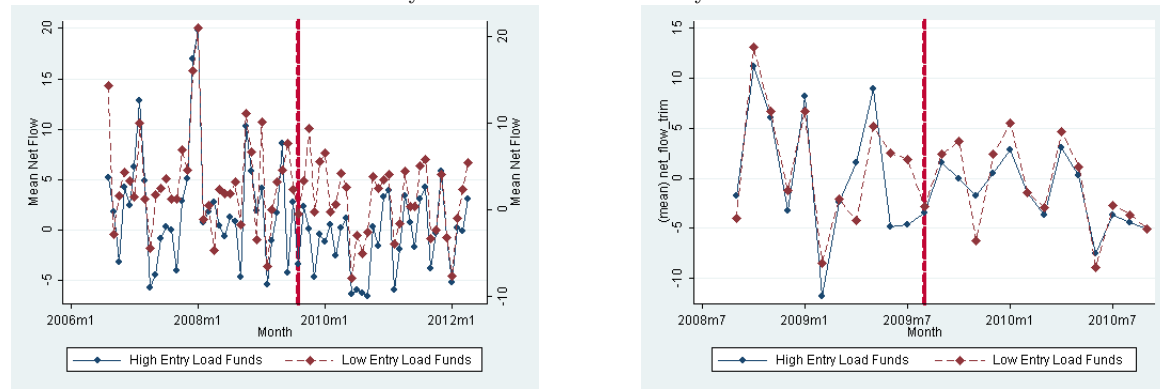 20
15
10
5
0
-5
Mean Net Flow
20
10
0
-10
Mean Net Flow
2006m1
2008m1
2010m1
2012m1
Month
High Entry Load Funds
Low Entry Load Funds
15
10
5
0
-5
-10
(mean) net_flow_trim
2008m7
2009m1
2009m7
2010m1
2010m7
Month
High Entry Load Funds
Low Entry Load Funds